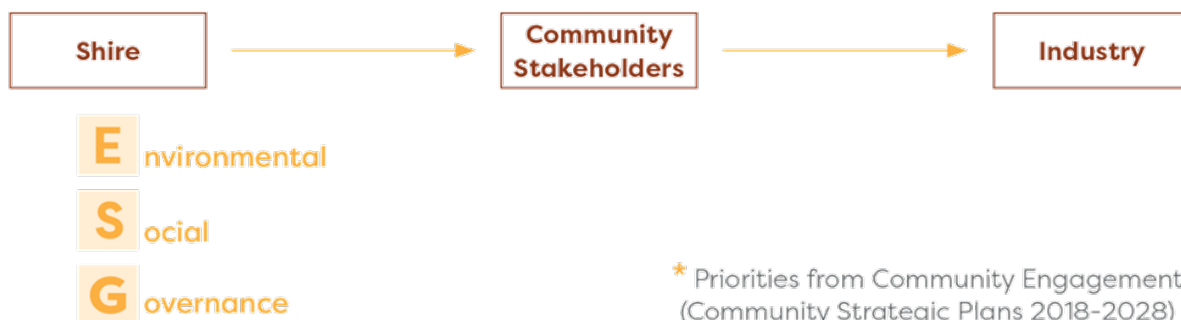 Shire
Community
Stakeholders
Industry
Environmental
Social
Governance
* Priorities from Community Engagement
(Community Strategic Plans 2018-2028)